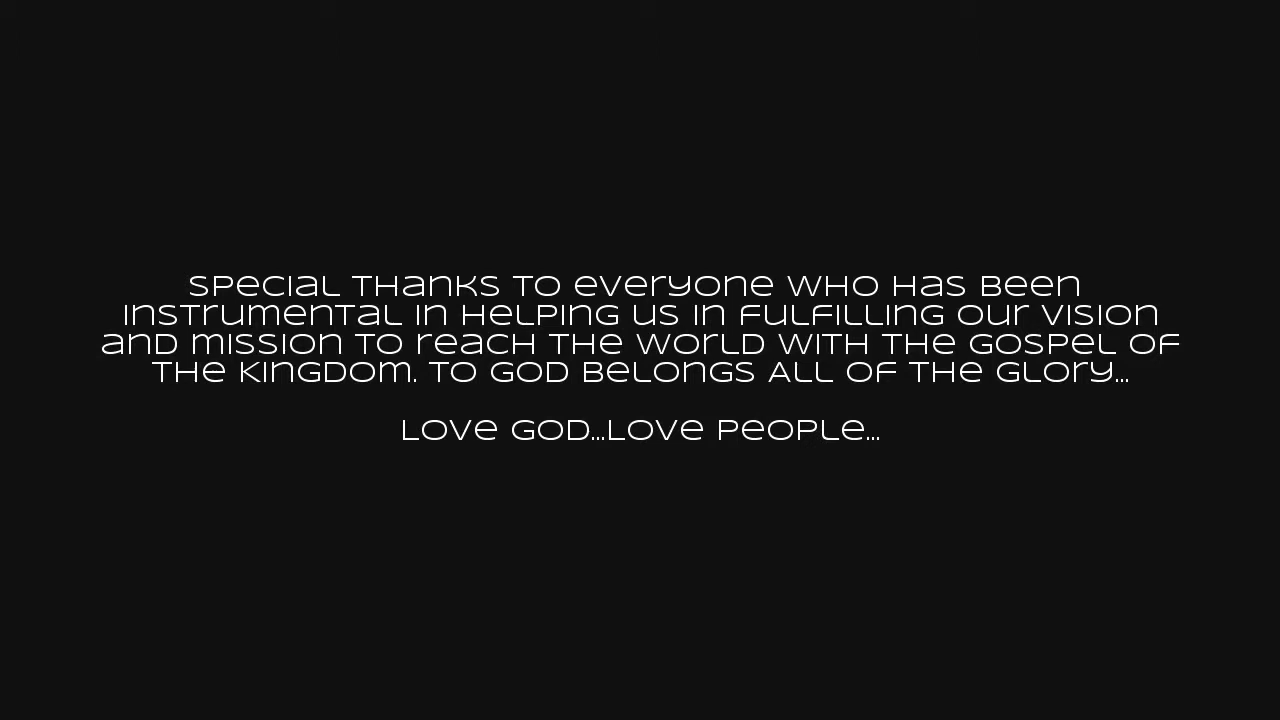 Special thanks to everyone who has been
instrumental in helping us in fulfilling our vision
and mission to reach the world with the gospel of
the Kingdom. To God belongs all of the glory...
Love God...Love People...